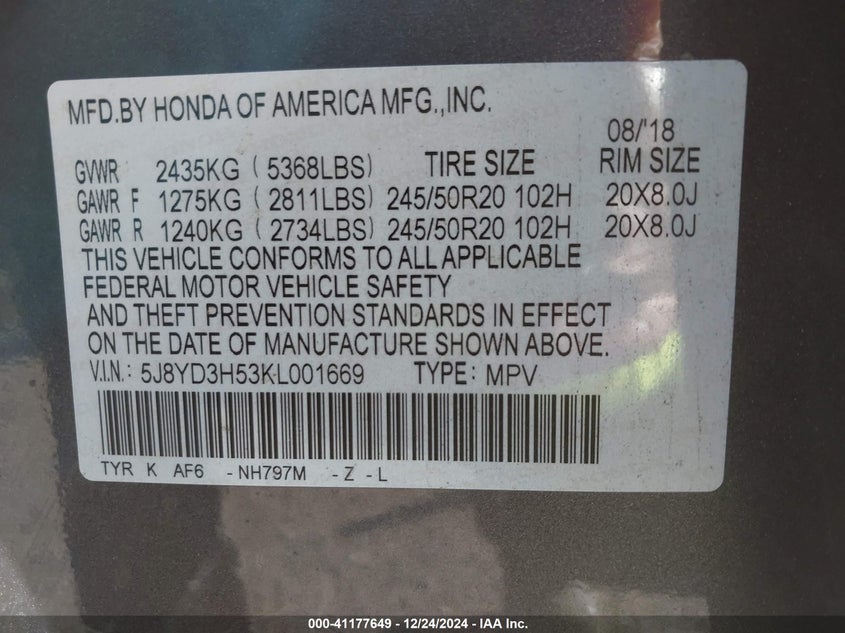 MFD.BY HONDA OF AMERICA MFG.,INC.
08/'18
GVWR 2435KG ( 5368LBS) TIRE SIZE RIM SIZE
GAWR F 1275KG ( 2811LBS) 245/50R20 102H 20X8.0J
GAWR R 1240KG ( 2734LBS) 245/50R20 102H 20X8.0J
THIS VEHICLE CONFORMS TO ALL APPLICABLE
FEDERAL MOTOR VEHICLE SAFETY
AND THEFT PREVENTION STANDARDS IN EFFECT
ON THE DATE OF MANUFACTURE SHOWN ABOVE.
V.I.N.: 5J8YD3H53KL001669 TYPE: MPV
TYR K AF6 -NH797M -Z -L
000-41177649 - 12/24/2024 - IAA Inc.